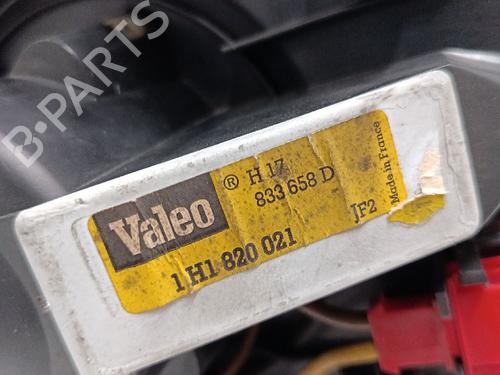 B-PARTS
Valeo
® H 17
833 658 D
1 H1 820 021
JF2
Made in France